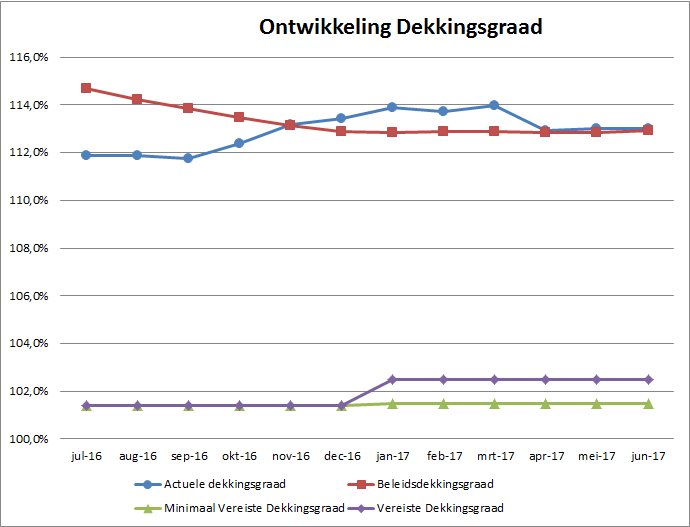 Ontwikkeling Dekkingsgraad
116,0%
114,0%
112,0%
110,0%
108,0%
106,0%
104,0%
102,0%
100,0%
jul-16 aug-16 sep-16 okt-16 nov-16 dec-16 jan-17 feb-17 mrt-17 apr-17 mei-17 jun-17
Actuele dekkingsgraad Beleidsdekkingsgraad
Minimaal Vereiste Dekkingsgraad Vereiste Dekkingsgraad